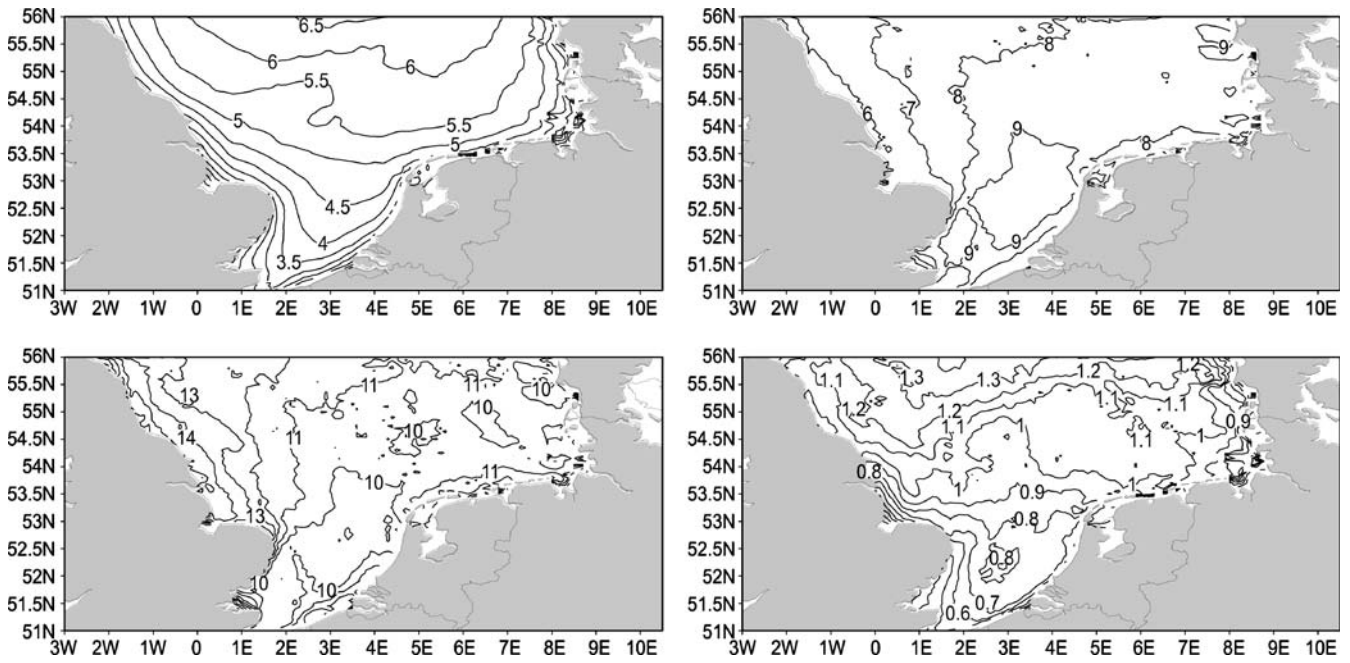 56N
55.5N
55N
54.5N
54N
53.5N
53N
52.5N
52N
51.5N
51N
3W 2W 1W 0 1E 2E 3E 4E 5E 6E 7E 8E 9E 10E
6.5
6 6
5.5
5 5.5
5
4.5
4
3.5
56N
55.5N
55N
54.5N
54N
53.5N
53N
52.5N
52N
51.5N
51N
3W 2W 1W 0 1E 2E 3E 4E 5E 6E 7E 8E 9E 10E
8 9
6 7 8
9 8
9 9
56N
55.5N
55N
54.5N
54N
53.5N
53N
52.5N
52N
51.5N
51N
3W 2W 1W 0 1E 2E 3E 4E 5E 6E 7E 8E 9E 10E
13 11 11 10
14 11 10 10
10 11
13
10 10
56N
55.5N
55N
54.5N
54N
53.5N
53N
52.5N
52N
51.5N
51N
3W 2W 1W 0 1E 2E 3E 4E 5E 6E 7E 8E 9E 10E
1.1 1.3 1.3 1.2 1.2
1.2 1.2 1.1 1.1
1.1 1 1.1 1 0.9
0.8 1 0.9 1
0.8
0.8
0.6 0.7